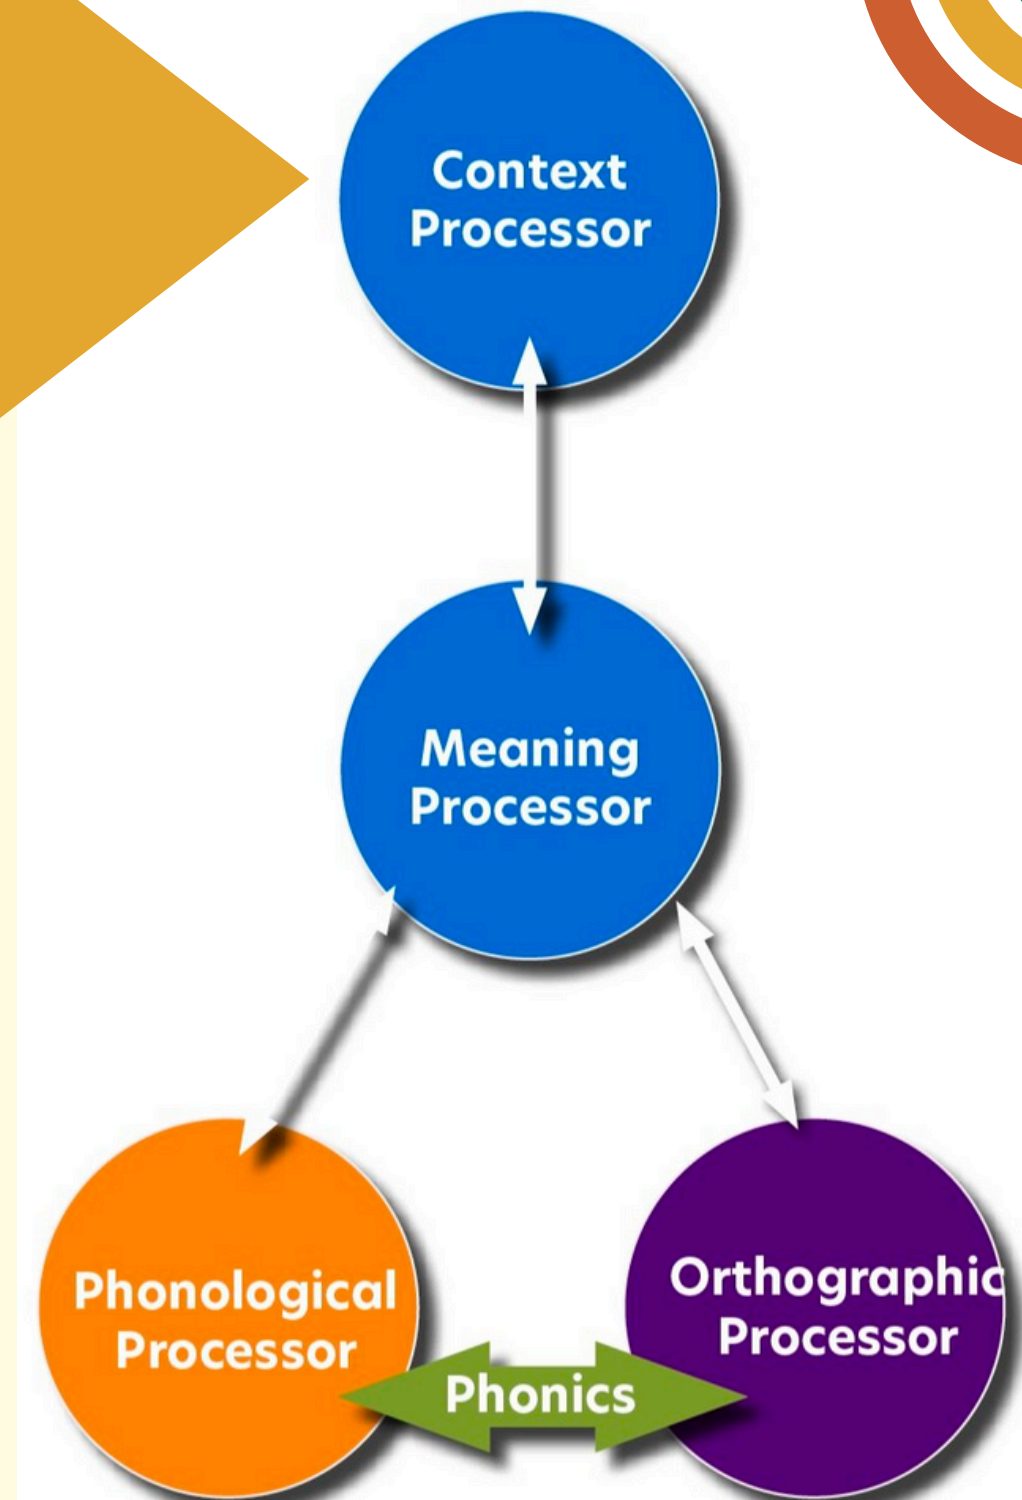 Context
Processor
Meaning
Processor
Phonological
Processor
Orthographic
Processor
Phonics